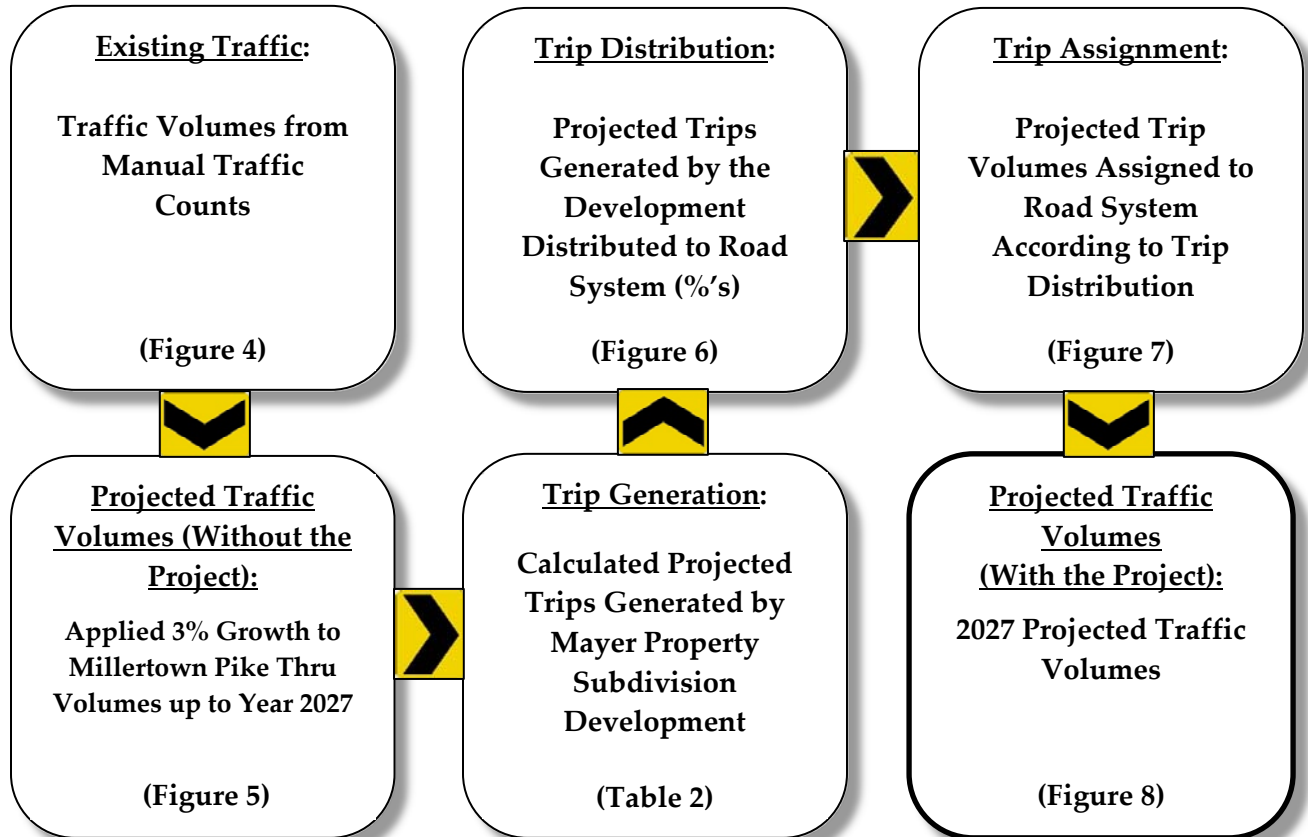 Existing Traffic:
Traffic Volumes from
Manual Traffic
Counts
(Figure 4)
Projected Traffic
Volumes (Without the
Project):
Applied 3% Growth to
Millertown Pike Thru
Volumes up to Year 2027
(Figure 5)
Trip Generation:
Calculated Projected
Trips Generated by
Mayer Property
Subdivision
Development
(Table 2)
Trip Distribution:
Projected Trips
Generated by the
Development
Distributed to Road
System (%’s)
(Figure 6)
Trip Assignment:
Projected Trip
Volumes Assigned to
Road System
According to Trip
Distribution
(Figure 7)
Projected Traffic
Volumes
(With the Project):
2027 Projected Traffic
Volumes
(Figure 8)